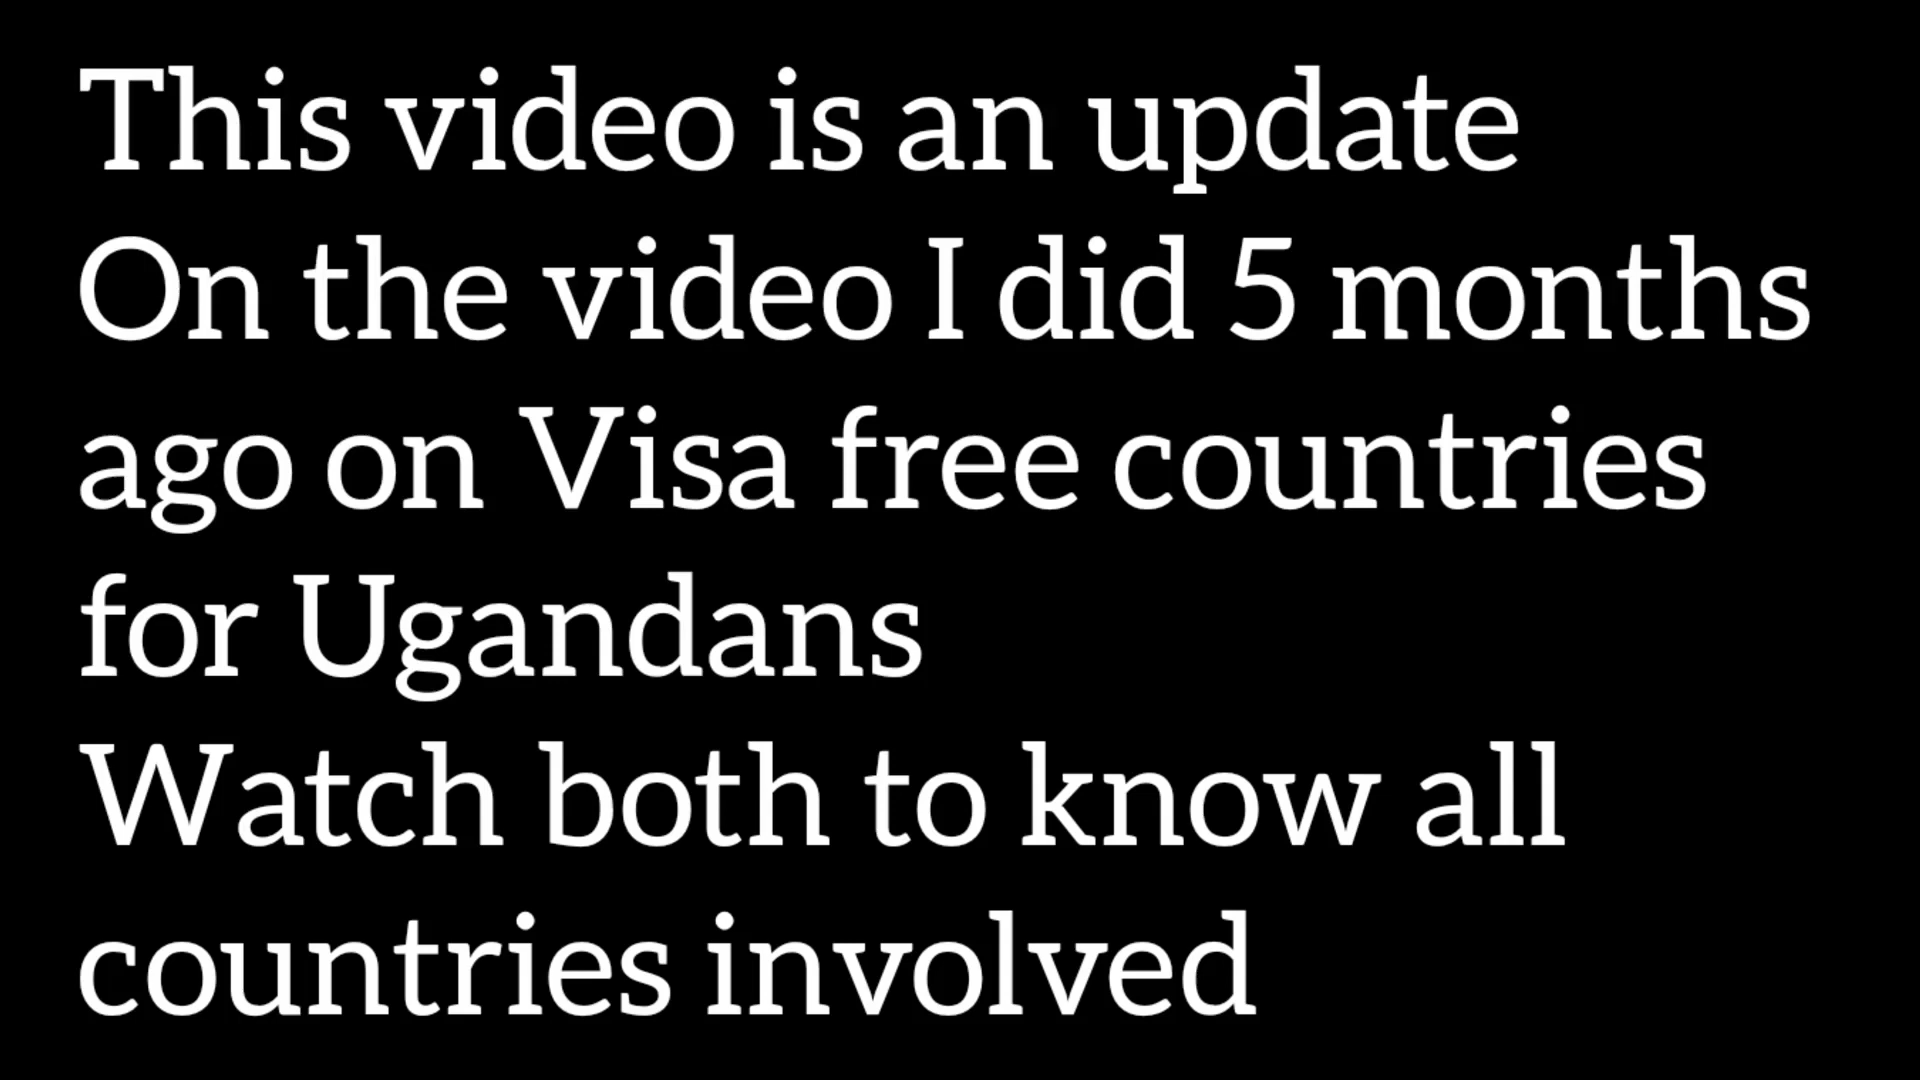 This video is an update
On the video I did 5 months
ago on Visa free countries
for Ugandans
Watch both to know all
countries involved